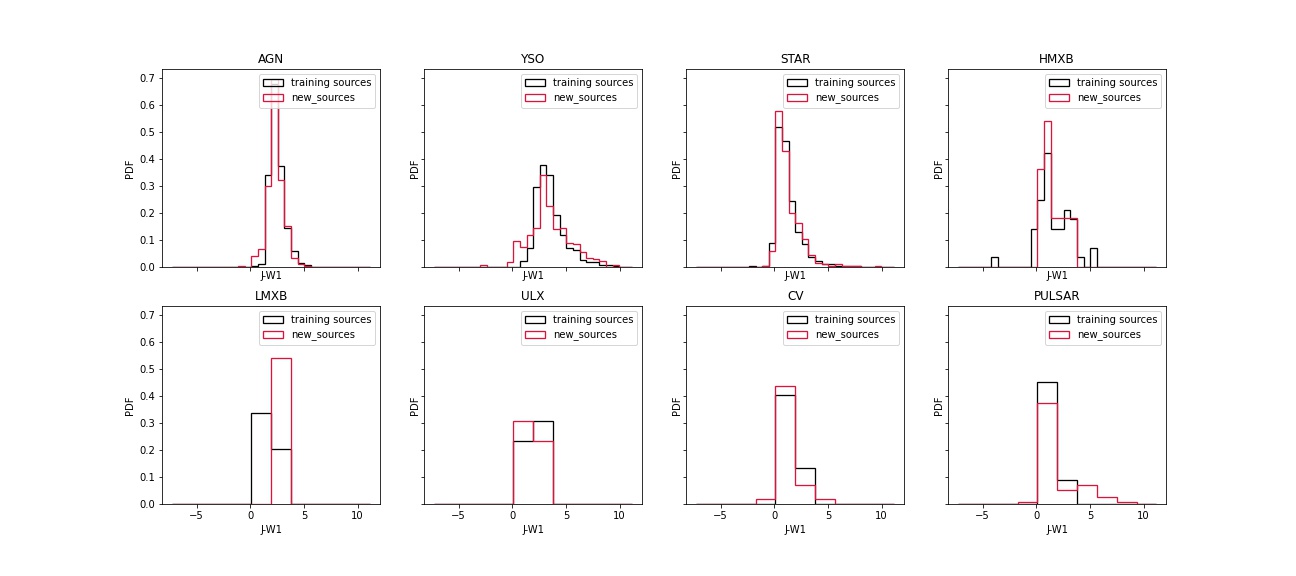 AGN
YSO
STAR
HMXB
0.7
0.6
0.5
0.4
0.3
0.2
0.1
0.0
PDF
training sources
new_sources
J-W1
PDF
training sources
new_sources
J-W1
PDF
training sources
new_sources
J-W1
PDF
training sources
new_sources
J-W1
LMXB
ULX
CV
PULSAR
0.7
0.6
0.5
0.4
0.3
0.2
0.1
0.0
PDF
training sources
new_sources
−5 0 5 10
J-W1
PDF
training sources
new_sources
−5 0 5 10
J-W1
PDF
training sources
new_sources
−5 0 5 10
J-W1
PDF
training sources
new_sources
−5 0 5 10
J-W1